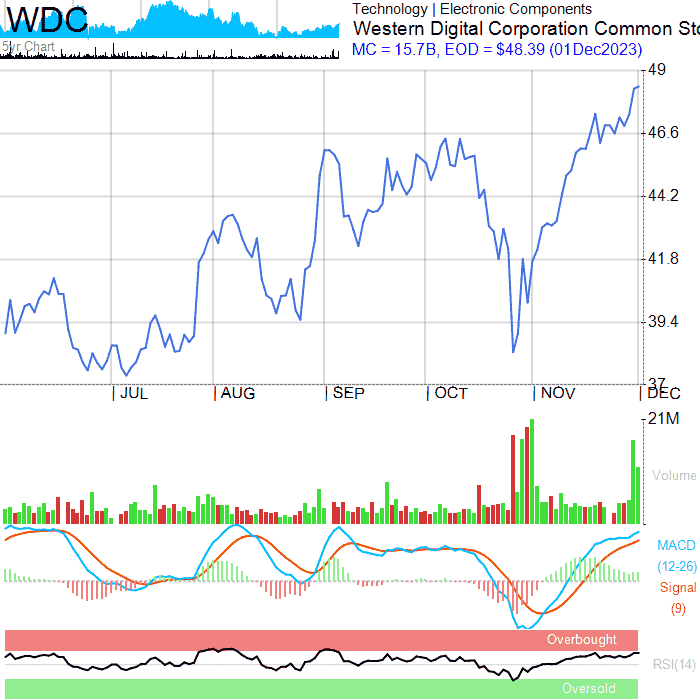 WDC
5yr Chart
Technology | Electronic Components
Western Digital Corporation Common Sto
MC = 15.7B, EOD = $48.39 (01Dec2023)
49
46.6
44.2
41.8
39.4
37
JUL
AUG
SEP
OCT
NOV
DEC
21M
Volume
MACD
(12-26)
Signal
(9)
Overbought
RSI(14)
Oversold